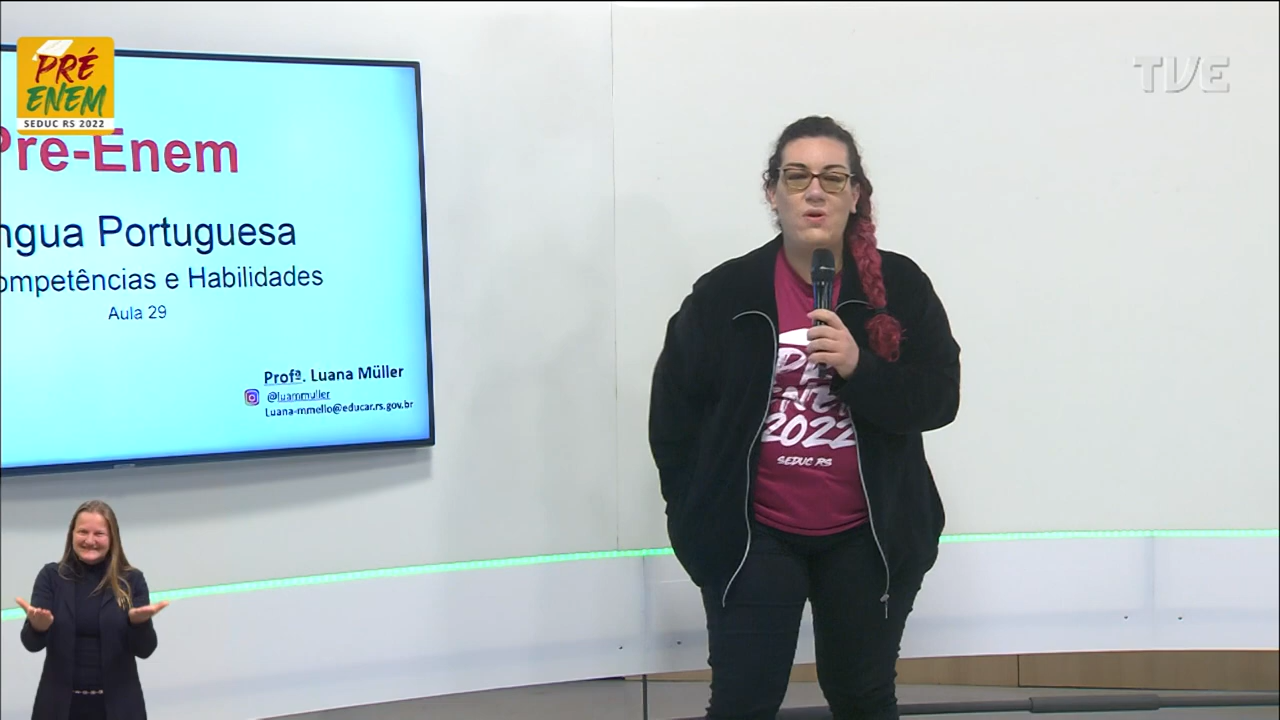 PRÉ
ENEM
SEDUC RS 2022
TVE
Pré-Enem
ngua Portuguesa
ompetências e Habilidades
Aula 29
Profª. Luana Müller
@luammuller
Luana-mmello@educar.rs.gov.br
PRÉ
ENEM
2022
SEDUC RS